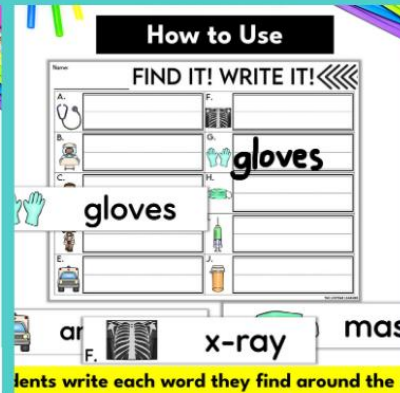 How to Use
Name:
FIND IT! WRITE IT!
A.
F.
B.
G.
gloves
C.
H.
gloves
E.
J.
ar
mas
F.
x-ray
dents write each word they find around the